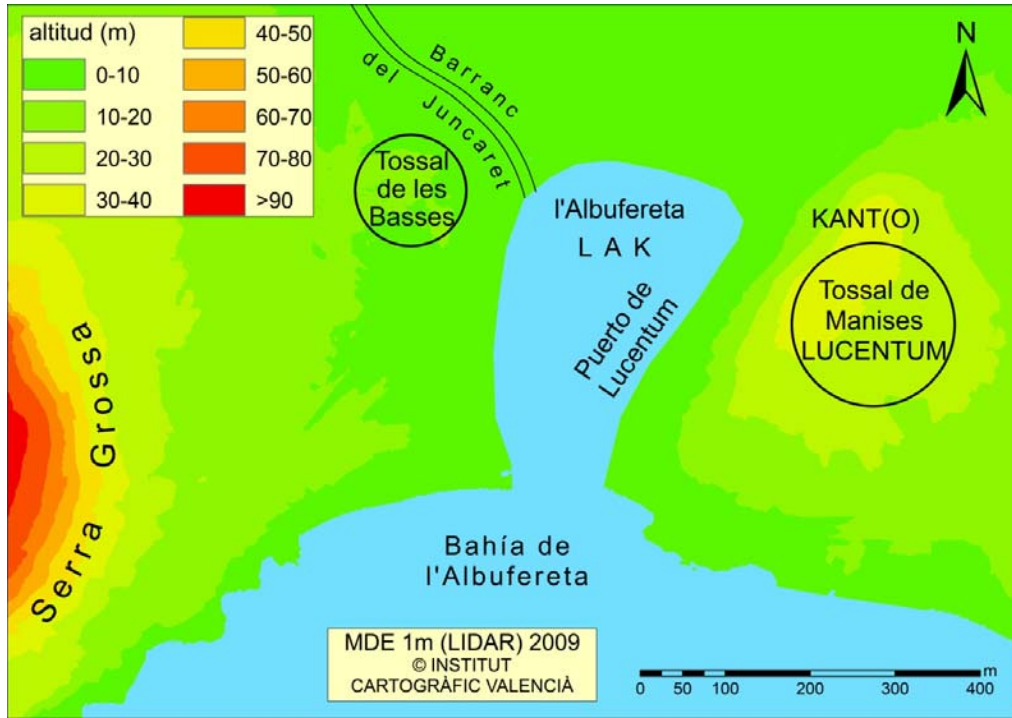 altitud (m)
0-10
10-20
20-30
30-40
40-50
50-60
60-70
70-80
>90
Barranc
del Juncaret
N
Tossal
de les
Basses
l'Albufereta
LAK
Puerto de
Lucentum
KANT(O)
Tossal de
Manises
LUCENTUM
Serra Grossa
Bahía de
l'Albufereta
MDE 1m (LIDAR) 2009
© INSTITUT
CARTOGRÀFIC VALENCIÀ
m
0 50 100 200 300 400